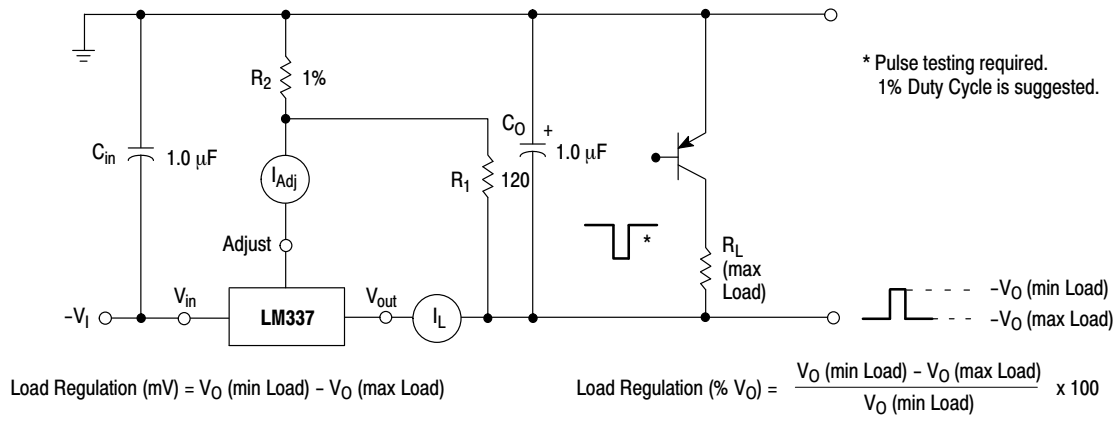 * Pulse testing required.
1% Duty Cycle is suggested.
R2 1%
CO +
1.0 μF
Cin 1.0 μF
IAdj
R1 120
Adjust
*
RL
(max
Load)
–VI
Vin
LM337
Vout
IL
–VO (min Load)
–VO (max Load)
Load Regulation (mV) = VO (min Load) – VO (max Load)
Load Regulation (% VO) = VO (min Load) – VO (max Load) / VO (min Load) x 100